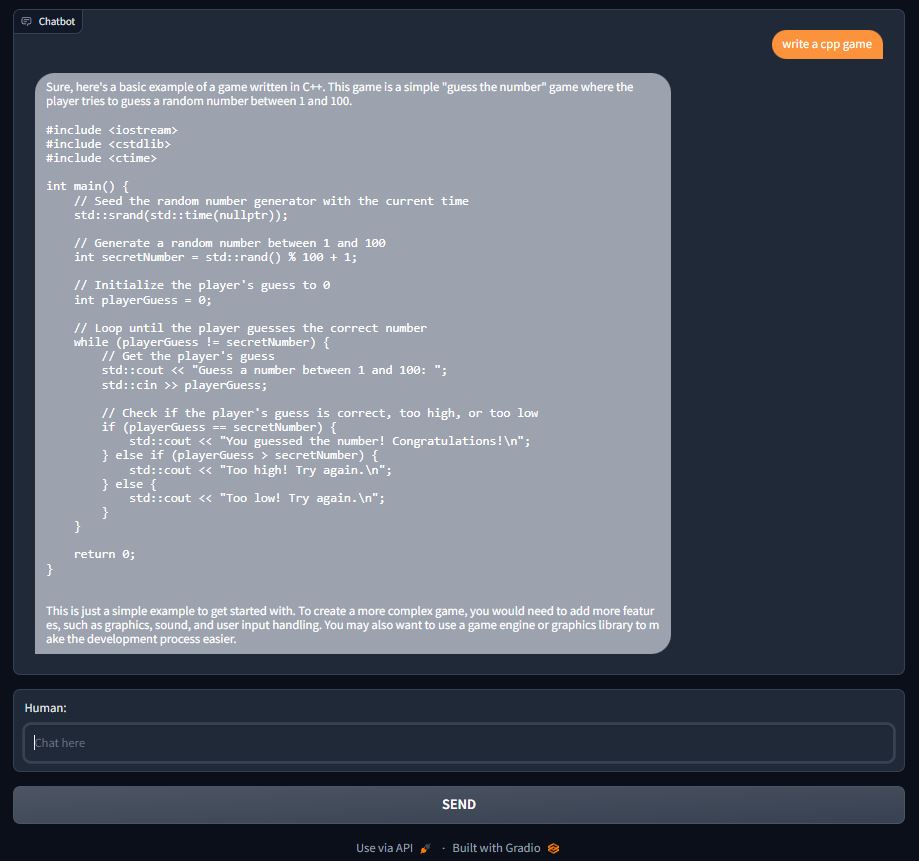 Chatbot
write a cpp game
Sure, here's a basic example of a game written in C++. This game is a simple "guess the number" game where the
player tries to guess a random number between 1 and 100.
#include <iostream>
#include <cstdlib>
#include <ctime>
int main() {
    // Seed the random number generator with the current time
    std::srand(std::time(nullptr));
    // Generate a random number between 1 and 100
    int secretNumber = std::rand() % 100 + 1;
    // Initialize the player's guess to 0
    int playerGuess = 0;
    // Loop until the player guesses the correct number
    while (playerGuess != secretNumber) {
        // Get the player's guess
        std::cout << "Guess a number between 1 and 100: ";
        std::cin >> playerGuess;
        // Check if the player's guess is correct, too high, or too low
        if (playerGuess == secretNumber) {
            std::cout << "You guessed the number! Congratulations!\n";
        } else if (playerGuess > secretNumber) {
            std::cout << "Too high! Try again.\n";
        } else {
            std::cout << "Too low! Try again.\n";
        }
    }
    return 0;
}
This is just a simple example to get started with. To create a more complex game, you would need to add more featur
es, such as graphics, sound, and user input handling. You may also want to use a game engine or graphics library to m
ake the development process easier.
Human:
Chat here
SEND
Use via API · Built with Gradio